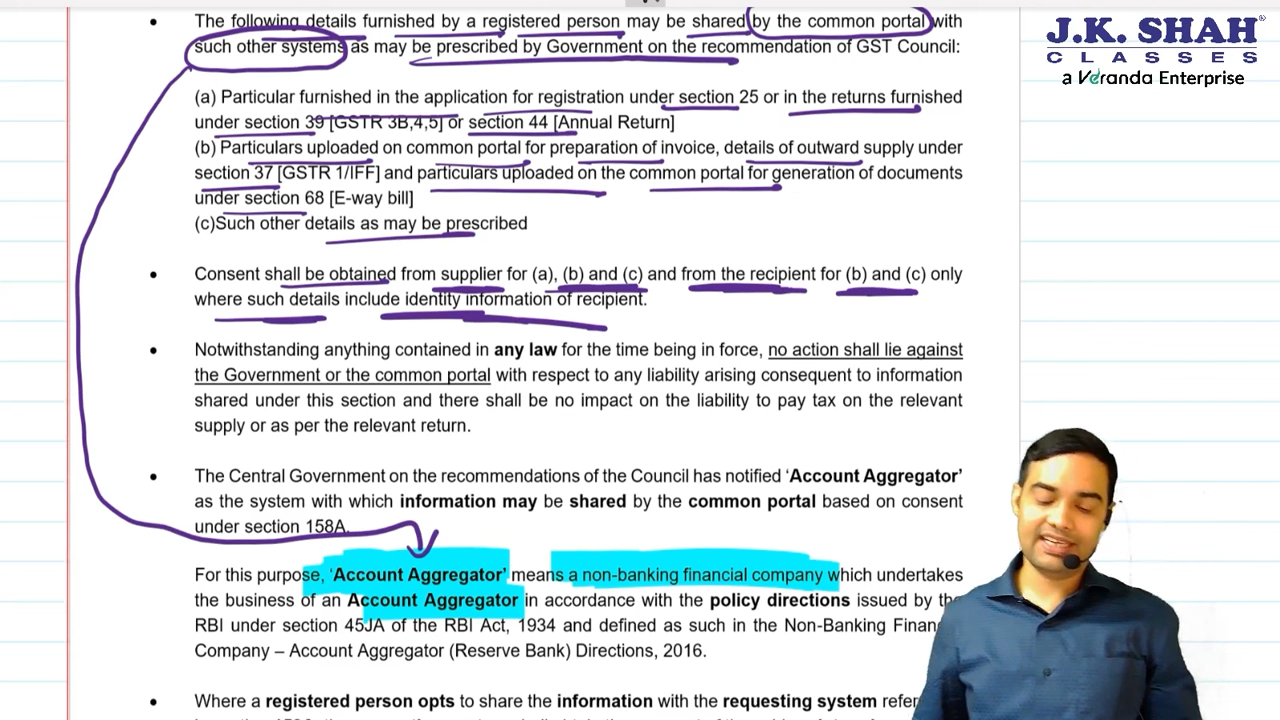 The following details furnished by a registered person may be shared by the common portal with
such other systems as may be prescribed by Government on the recommendation of GST Council:
(a) Particular furnished in the application for registration under section 25 or in the returns furnished
under section 39 [GSTR 3B,4,5] or section 44 [Annual Return]
(b) Particulars uploaded on common portal for preparation of invoice, details of outward supply under
section 37 [GSTR 1/IFF] and particulars uploaded on the common portal for generation of documents
under section 68 [E-way bill]
(c)Such other details as may be prescribed
Consent shall be obtained from supplier for (a), (b) and (c) and from the recipient for (b) and (c) only
where such details include identity information of recipient.
Notwithstanding anything contained in any law for the time being in force, no action shall lie against
the Government or the common portal with respect to any liability arising consequent to information
shared under this section and there shall be no impact on the liability to pay tax on the relevant
supply or as per the relevant return.
The Central Government on the recommendations of the Council has notified ‘Account Aggregator’
as the system with which information may be shared by the common portal based on consent
under section 158A.
For this purpose, ‘Account Aggregator’ means a non-banking financial company which undertakes
the business of an Account Aggregator in accordance with the policy directions issued by the
RBI under section 45JA of the RBI Act, 1934 and defined as such in the Non-Banking
Company – Account Aggregator (Reserve Bank) Directions, 2016.
Where a registered person opts to share the information with the requesting system
J.K. SHAH®
CLASSES
a Veranda Enterprise